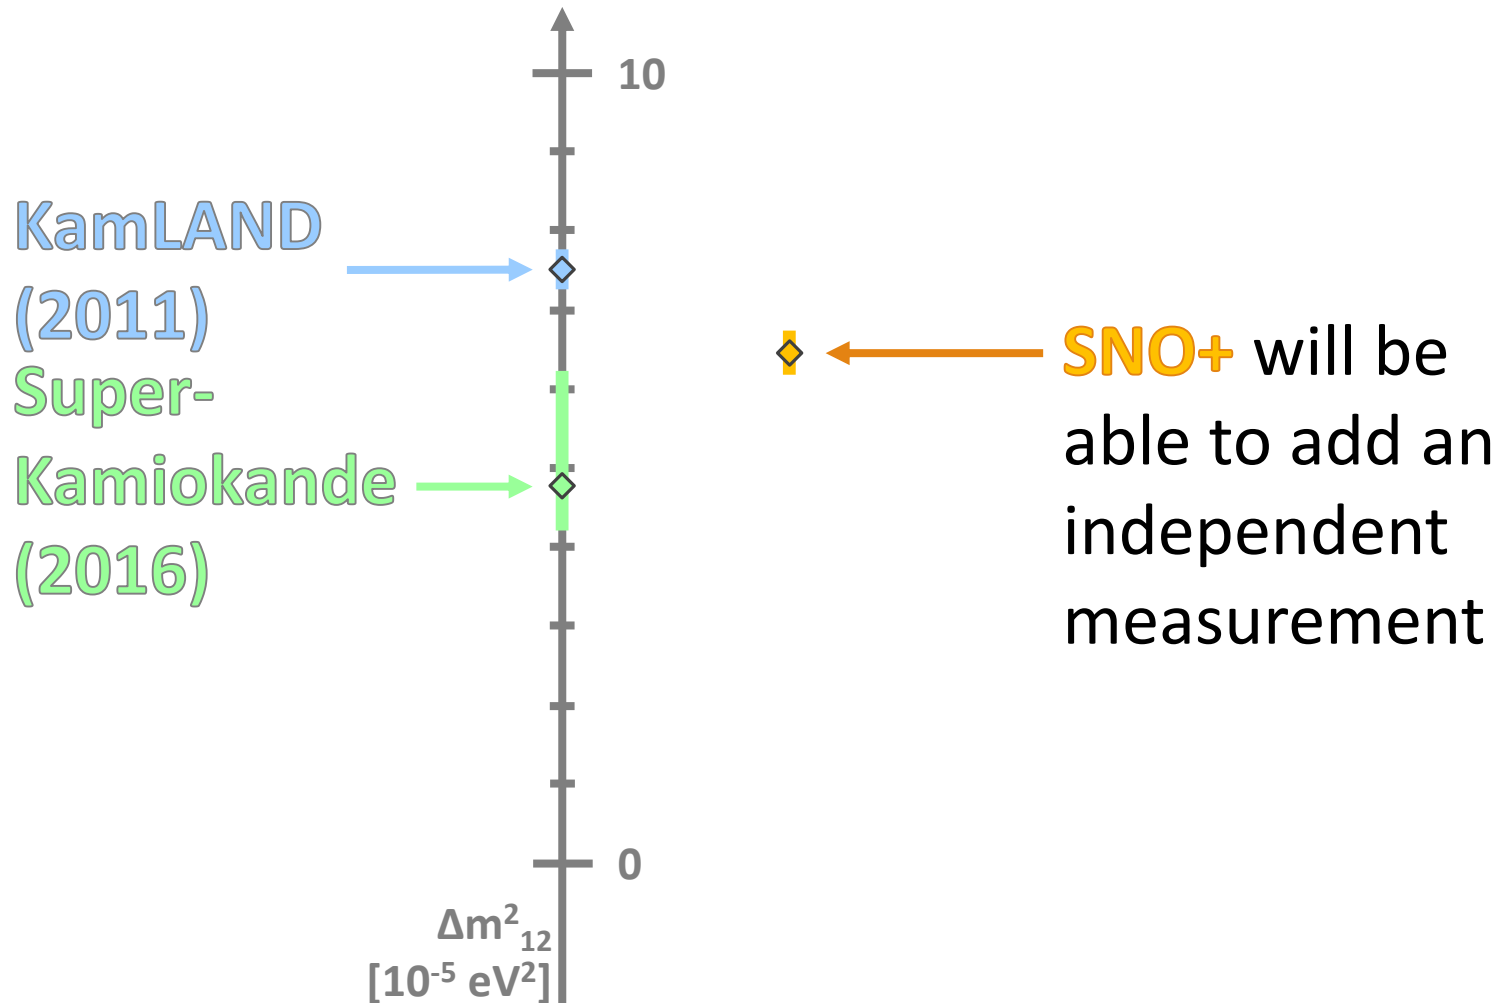 10
KamLAND
(2011)
Super-
Kamiokande
(2016)
SNO+ will be
able to add an
independent
measurement
0
Δm²₁₂
[10⁻⁵ eV²]